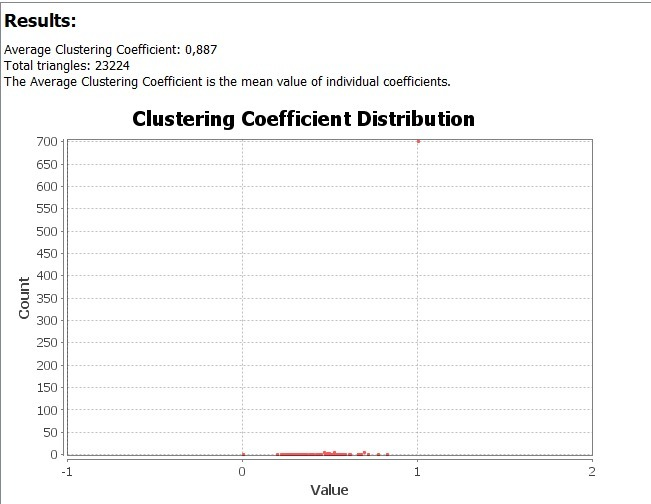 Results:
Average Clustering Coefficient: 0,887
Total triangles: 23224
The Average Clustering Coefficient is the mean value of individual coefficients.
Clustering Coefficient Distribution
700
650
600
550
500
450
400
350
300
250
200
150
100
50
0
Count
-1 0 1 2
Value